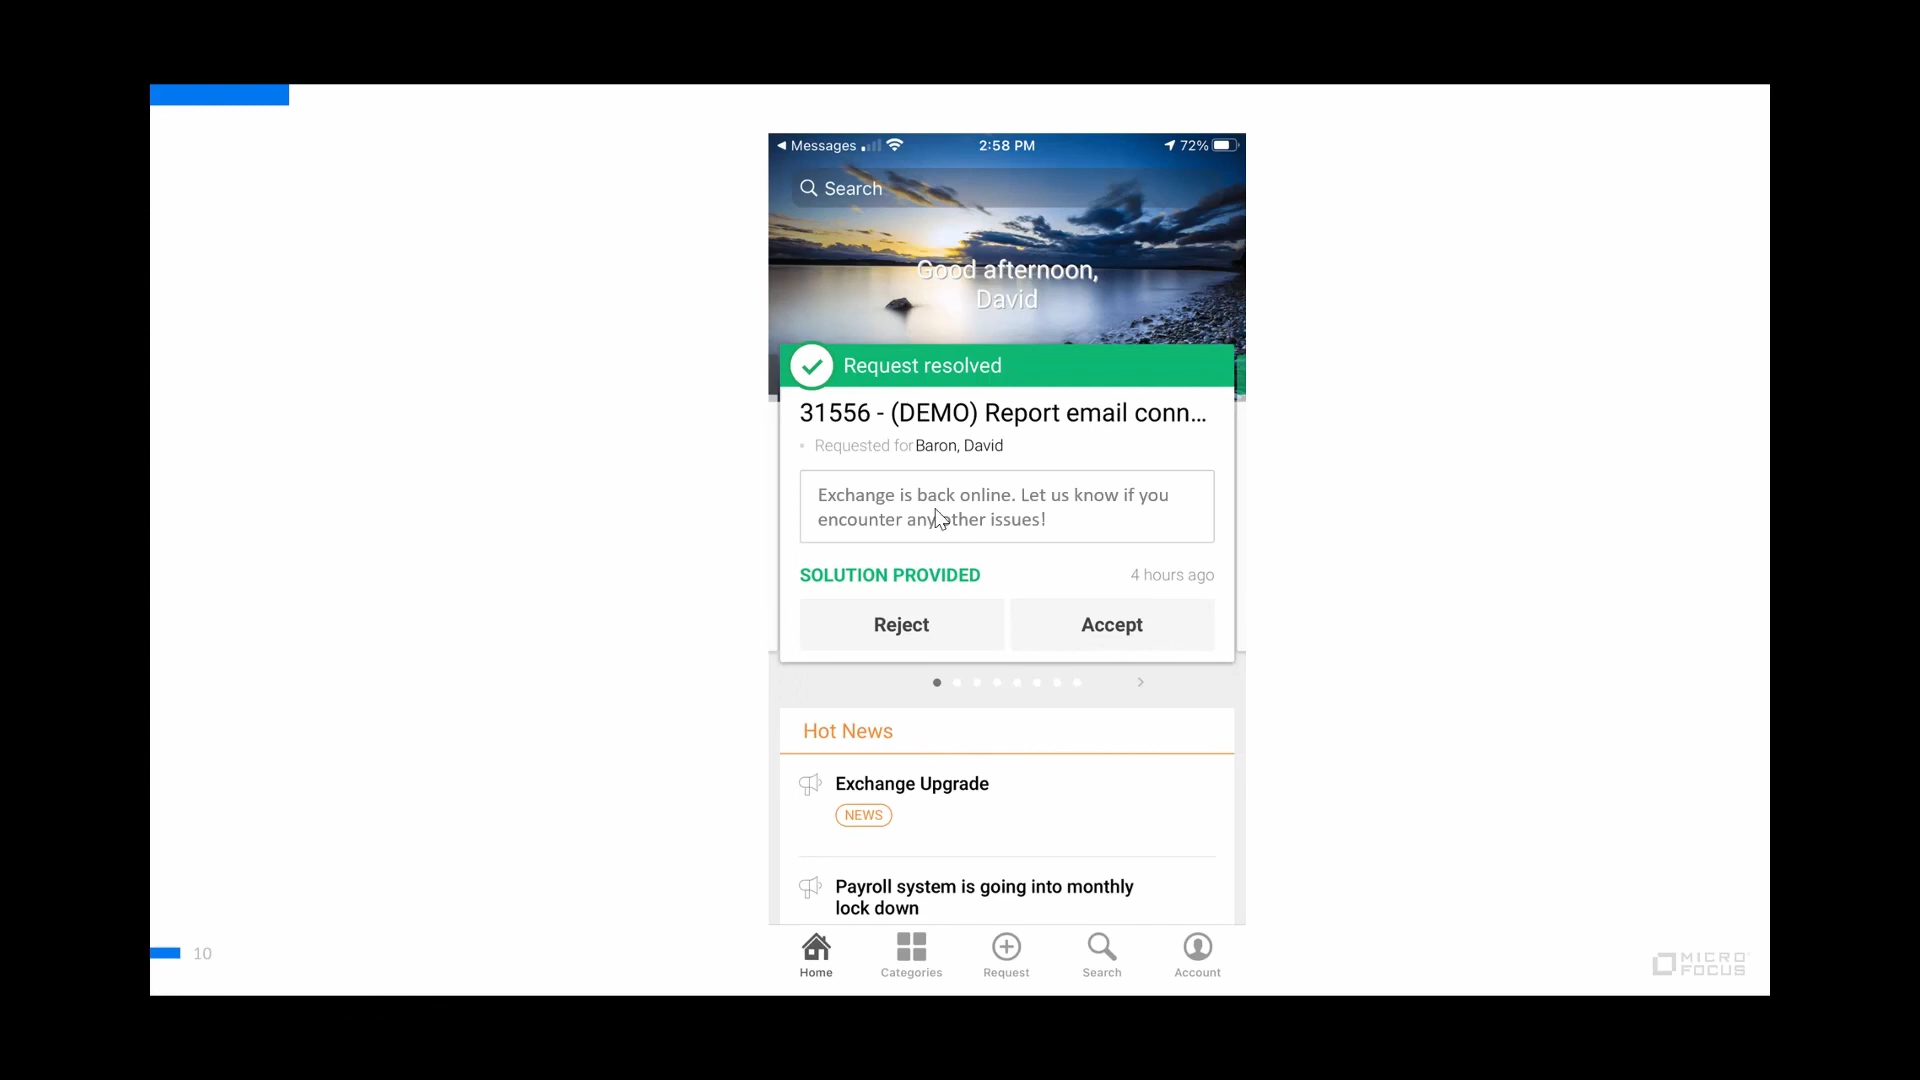 Messages 2:58 PM 72%
Search
Good afternoon,
David
Request resolved
31556 - (DEMO) Report email conn...
Requested for Baron, David
Exchange is back online. Let us know if you
encounter any other issues!
SOLUTION PROVIDED 4 hours ago
Reject Accept
Hot News
Exchange Upgrade
NEWS
Payroll system is going into monthly
lock down
Home Categories Request Search Account
10
MICRO
FOCUS